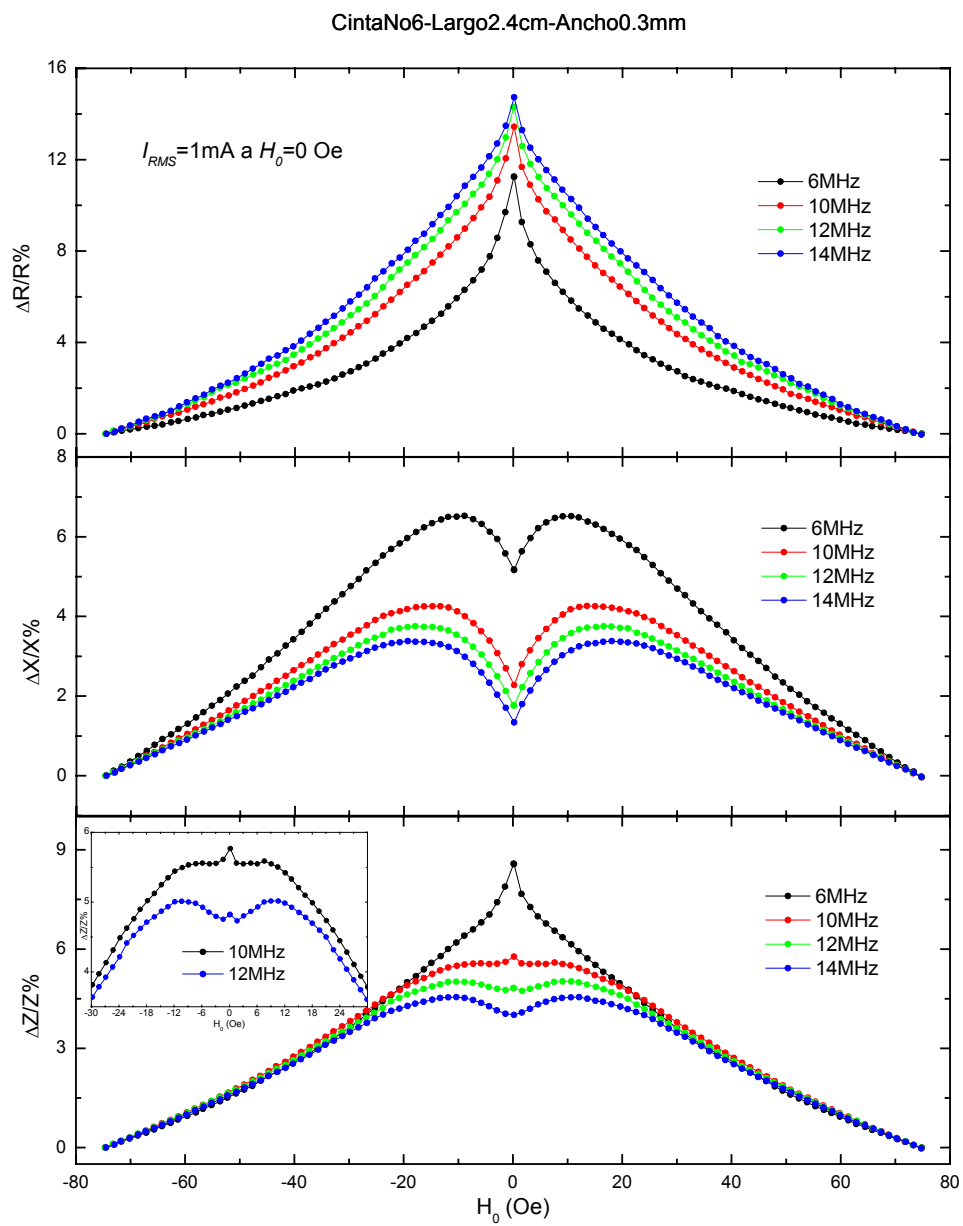 CintaNo6-Largo2.4cm-Ancho0.3mm
16
12
8
4
0
ΔR/R%
I_RMS=1mA a H_0=0 Oe
6MHz
10MHz
12MHz
14MHz
8
6
4
2
0
ΔX/X%
6MHz
10MHz
12MHz
14MHz
9
6
3
0
ΔZ/Z%
6
5
4
ΔZ/Z%
10MHz
12MHz
-30 -24 -18 -12 -6 0 6 12 18 24
H_0 (Oe)
6MHz
10MHz
12MHz
14MHz
-80 -60 -40 -20 0 20 40 60 80
H_0 (Oe)